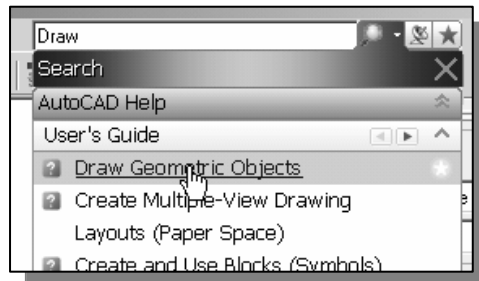 Draw
Search
AutoCAD Help
User's Guide
Draw Geometric Objects
Create Multiple-View Drawing
Layouts (Paper Space)
Create and Use Blocks (Symbols)